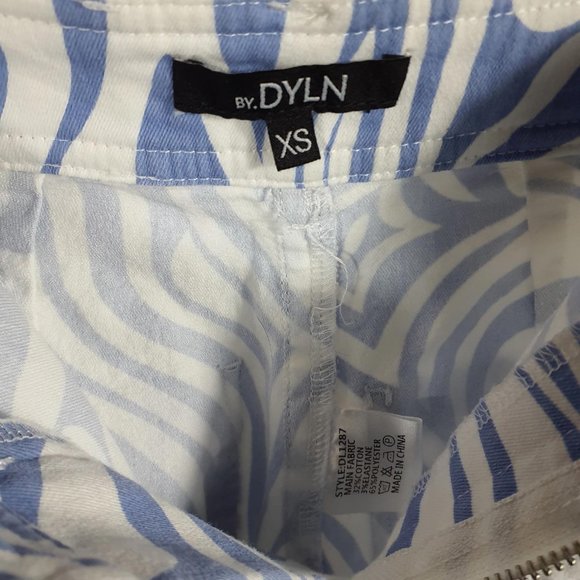 BY.DYLN
XS
STYLE:DL1287
MAIN FABRIC
32%COTTON
3%ELASTANE
65%POLYESTER
MADE IN CHINA